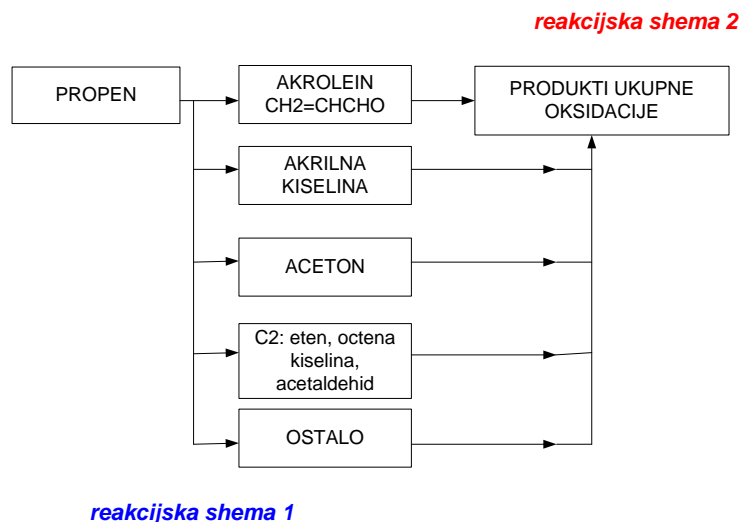 reakcijska shema 2
PROPEN
AKROLEIN
CH2=CHCHO
PRODUKTI UKUPNE
OKSIDACIJE
AKRILNA
KISELINA
ACETON
C2: eten, octena
kiselina,
acetaldehid
OSTALO
reakcijska shema 1